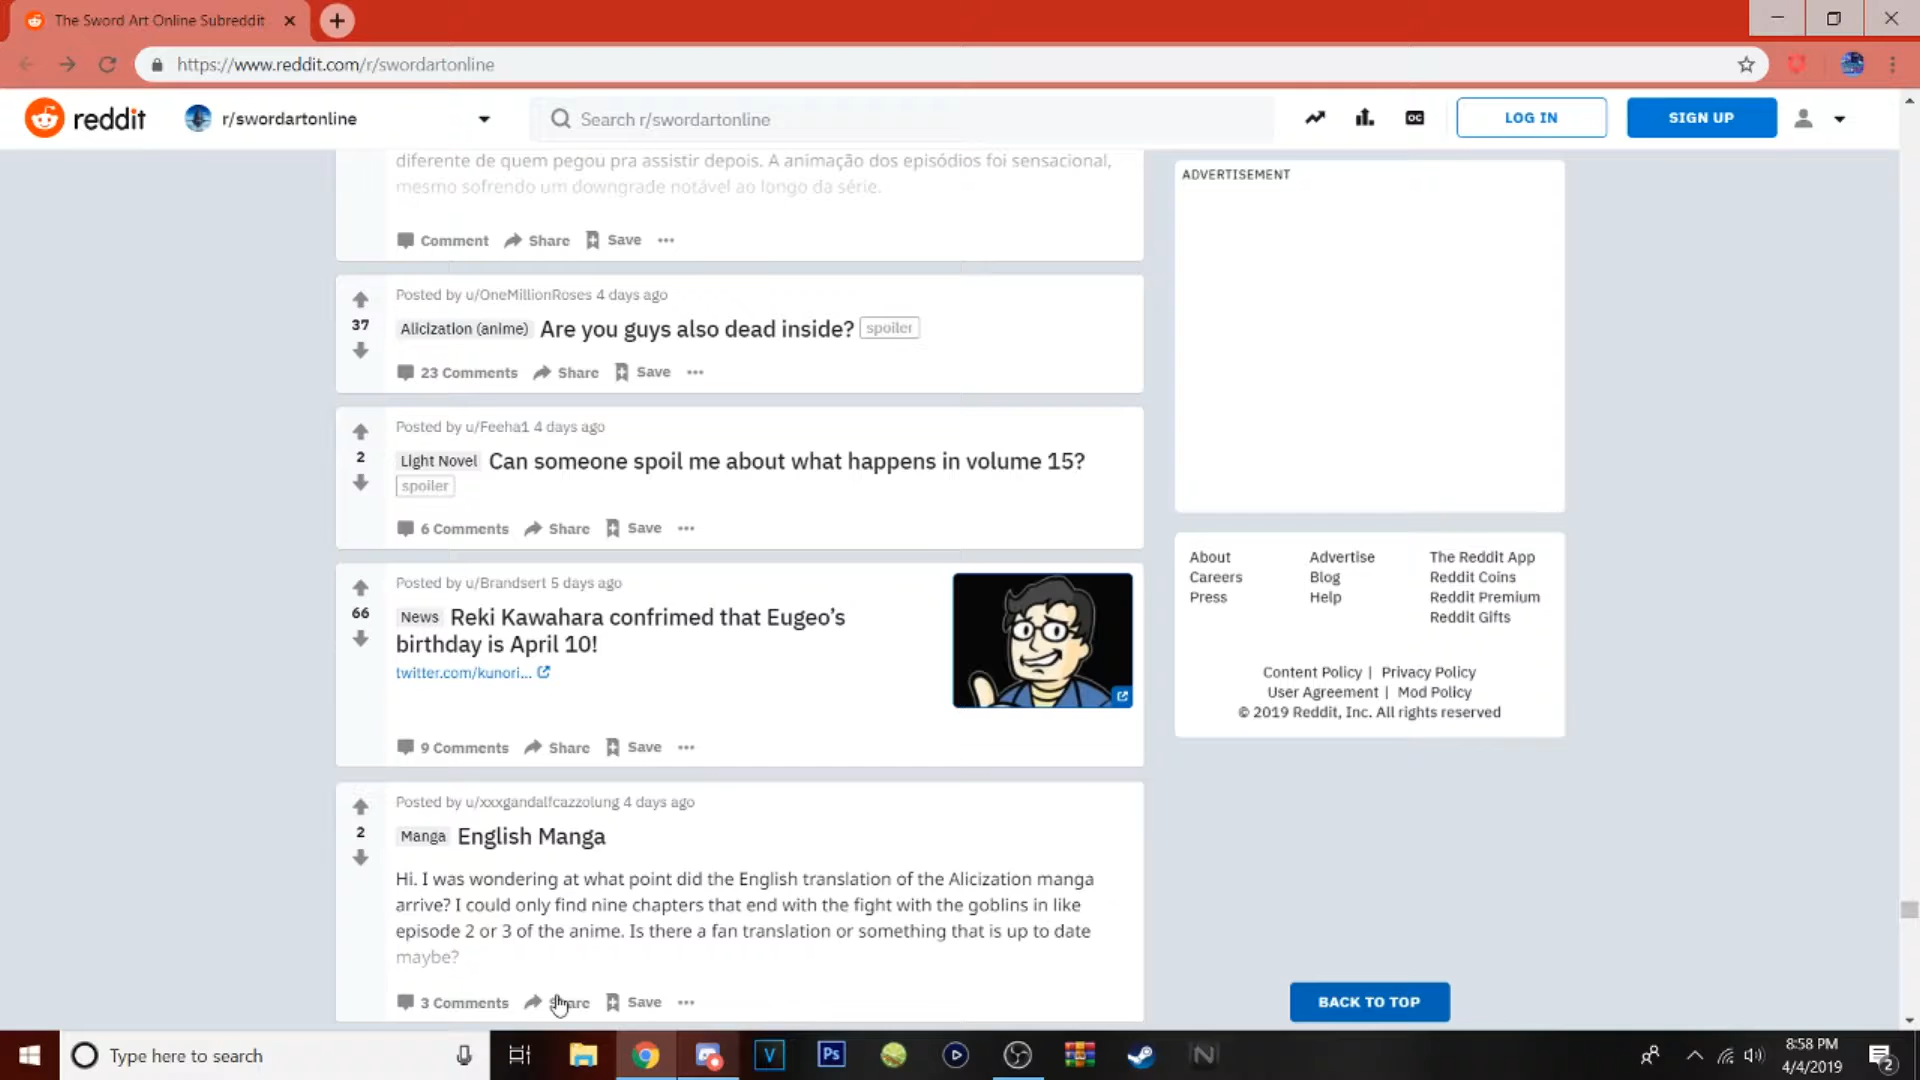 The Sword Art Online Subreddit
https://www.reddit.com/r/swordartonline
reddit
r/swordartonline
Search r/swordartonline
OC
LOG IN
SIGN UP
diferente de quem pegou pra assistir depois. A animação dos episódios foi sensacional,
mesmo sofrendo um downgrade notável ao longo da série.
Comment Share Save
Posted by u/OneMillionRoses 4 days ago
37
Alicization (anime) Are you guys also dead inside? spoiler
23 Comments Share Save
Posted by u/Feeha1 4 days ago
2
Light Novel Can someone spoil me about what happens in volume 15?
spoiler
6 Comments Share Save
Posted by u/Brandsert 5 days ago
66
News Reki Kawahara confrimed that Eugeo's
birthday is April 10!
twitter.com/kunori...
9 Comments Share Save
Posted by u/xxxgandalfcazzolung 4 days ago
2
Manga English Manga
Hi. I was wondering at what point did the English translation of the Alicization manga
arrive? I could only find nine chapters that end with the fight with the goblins in like
episode 2 or 3 of the anime. Is there a fan translation or something that is up to date
maybe?
3 Comments Share Save
ADVERTISEMENT
About Advertise The Reddit App
Careers Blog Reddit Coins
Press Help Reddit Premium
Reddit Gifts
Content Policy | Privacy Policy
User Agreement | Mod Policy
© 2019 Reddit, Inc. All rights reserved
BACK TO TOP
Type here to search
V
Ps
N
8:58 PM
4/4/2019
2